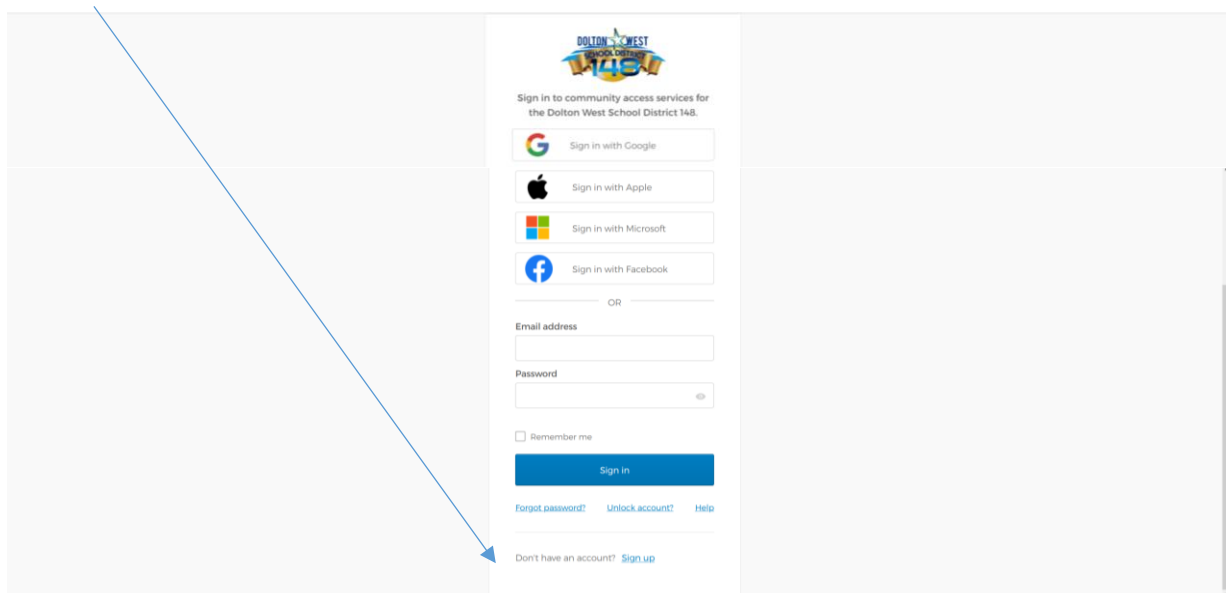 DOLTON WEST
SCHOOL DISTRICT
148
Sign in to community access services for
the Dolton West School District 148.
Sign in with Google
Sign in with Apple
Sign in with Microsoft
Sign in with Facebook
OR
Email address
Password
Remember me
Sign in
Forgot password? Unlock account? Help
Don't have an account? Sign up